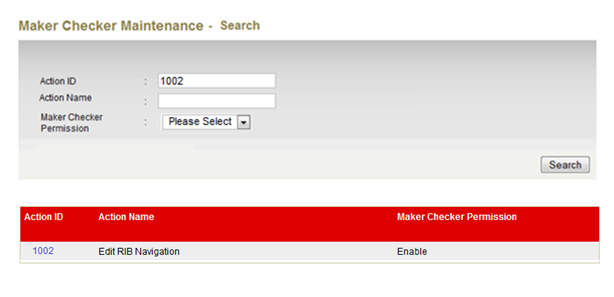 Maker Checker Maintenance - Search
Action ID : 1002
Action Name :
Maker Checker Permission : Please Select
Search
Action ID Action Name Maker Checker Permission
1002 Edit RIB Navigation Enable